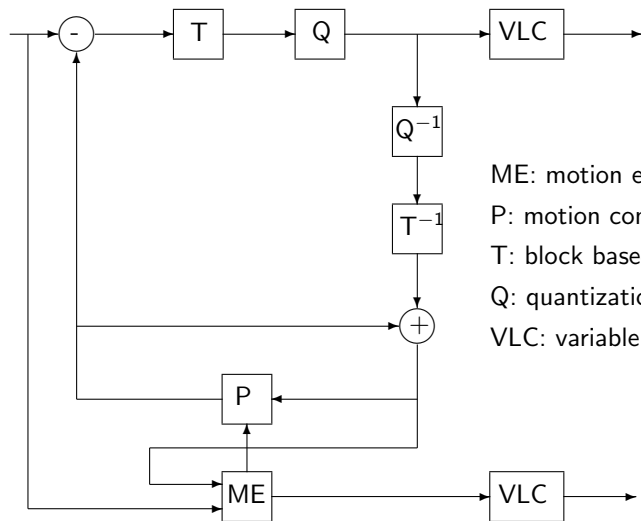 - T Q VLC
Q⁻¹
ME: motion e
P: motion cor
T⁻¹
T: block base
Q: quantizatio
+
VLC: variable
P
ME VLC